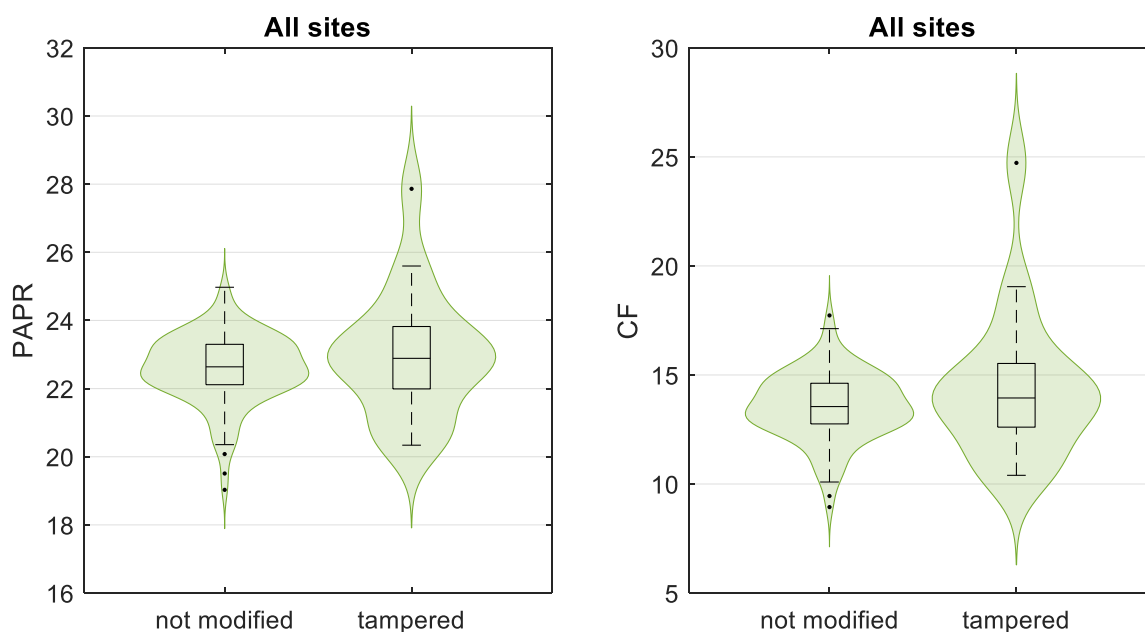 All sites
PAPR
32
30
28
26
24
22
20
18
16
not modified
tampered
All sites
CF
30
25
20
15
10
5
not modified
tampered